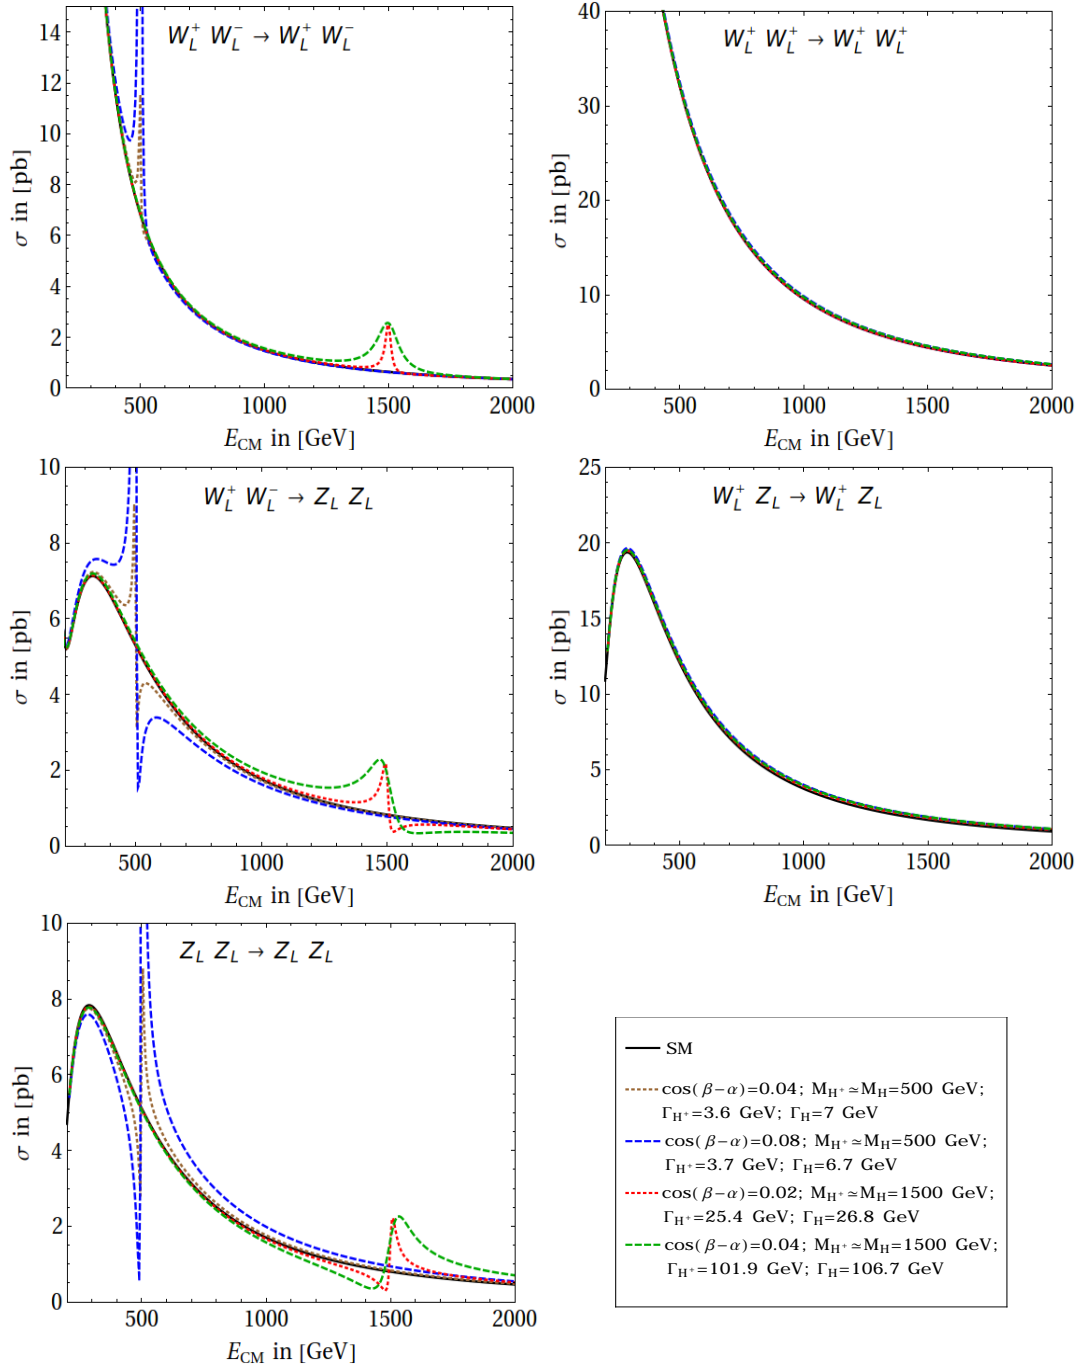 W_L^+ W_L^- → W_L^+ W_L^-
14
12
10
8
6
4
2
0
σ in [pb]
500 1000 1500 2000
E_CM in [GeV]
W_L^+ W_L^+ → W_L^+ W_L^+
40
30
20
10
0
σ in [pb]
500 1000 1500 2000
E_CM in [GeV]
W_L^+ W_L^- → Z_L Z_L
10
8
6
4
2
0
σ in [pb]
500 1000 1500 2000
E_CM in [GeV]
W_L^+ Z_L → W_L^+ Z_L
25
20
15
10
5
0
σ in [pb]
500 1000 1500 2000
E_CM in [GeV]
Z_L Z_L → Z_L Z_L
10
8
6
4
2
0
σ in [pb]
500 1000 1500 2000
E_CM in [GeV]
SM
cos(β-α)=0.04; M_H+ ≃M_H=500 GeV;
Γ_H+=3.6 GeV; Γ_H=7 GeV
cos(β-α)=0.08; M_H+ ≃M_H=500 GeV;
Γ_H+=3.7 GeV; Γ_H=6.7 GeV
cos(β-α)=0.02; M_H+ ≃M_H=1500 GeV;
Γ_H+=25.4 GeV; Γ_H=26.8 GeV
cos(β-α)=0.04; M_H+ ≃M_H=1500 GeV;
Γ_H+=101.9 GeV; Γ_H=106.7 GeV